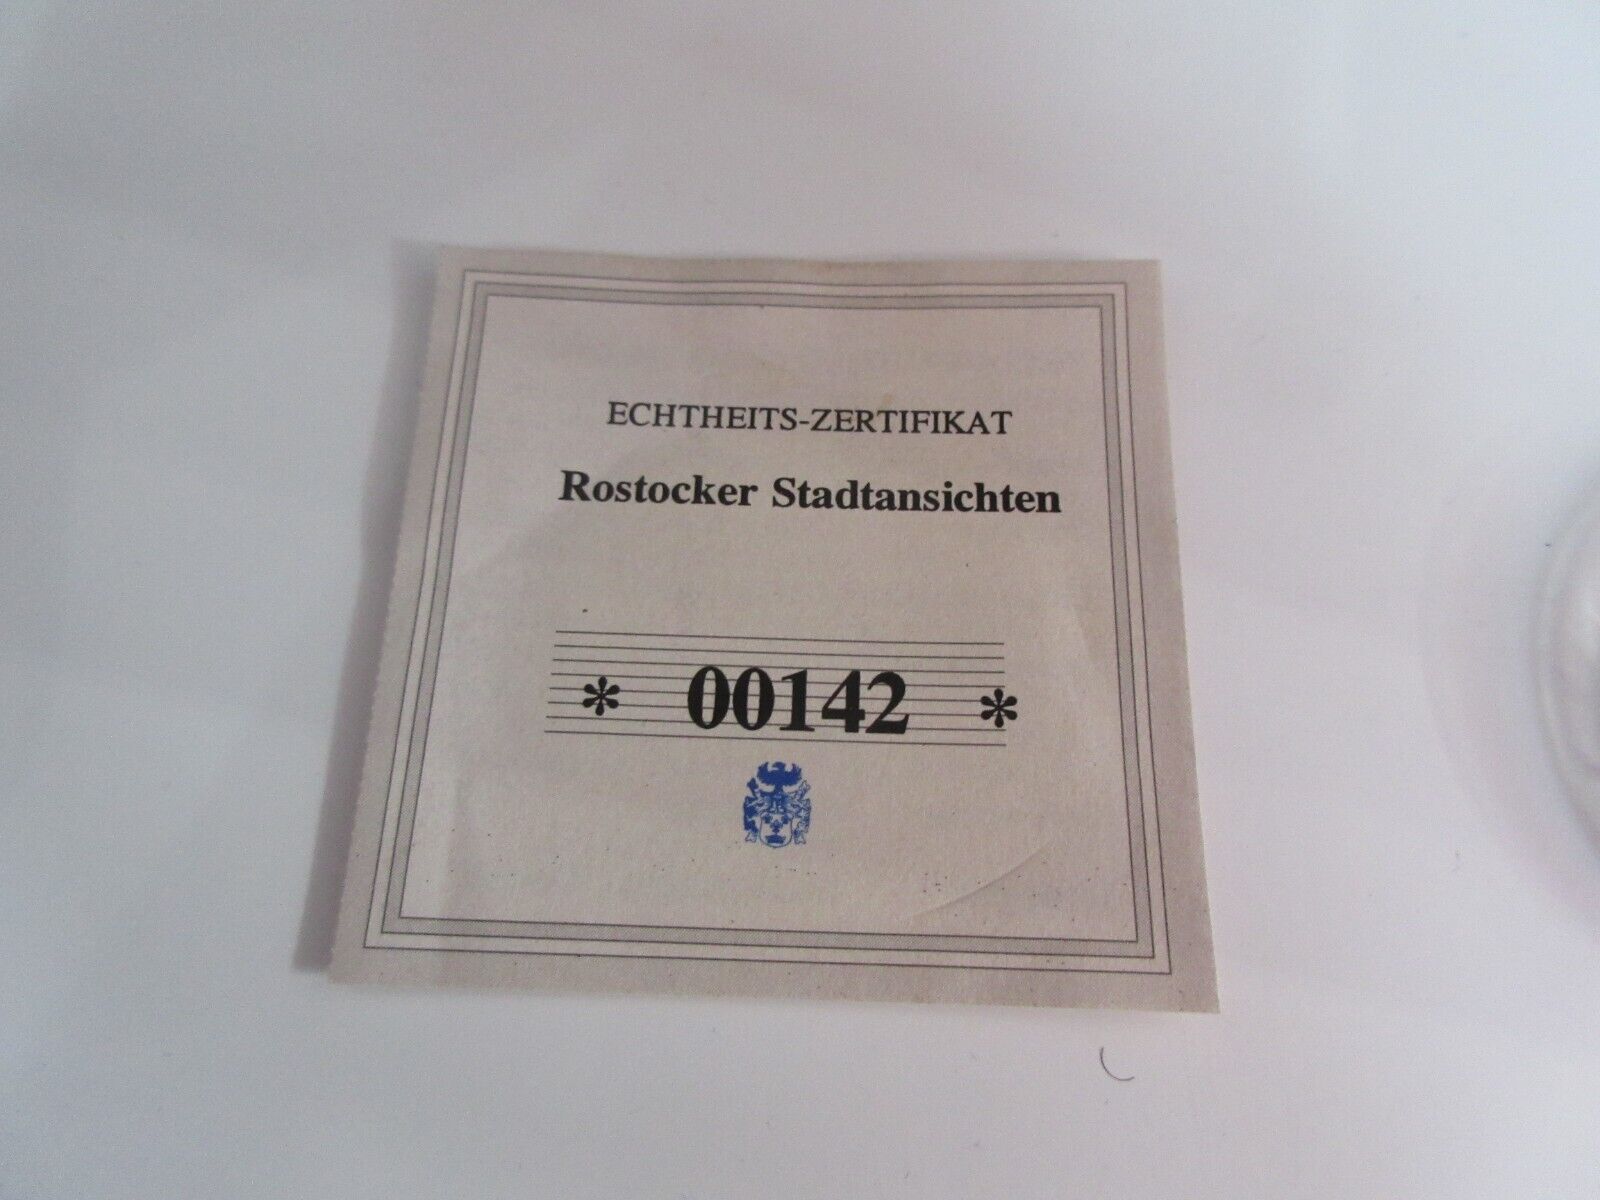 ECHTHEITS-ZERTIFIKAT
Rostocker Stadtansichten
* 00142 *